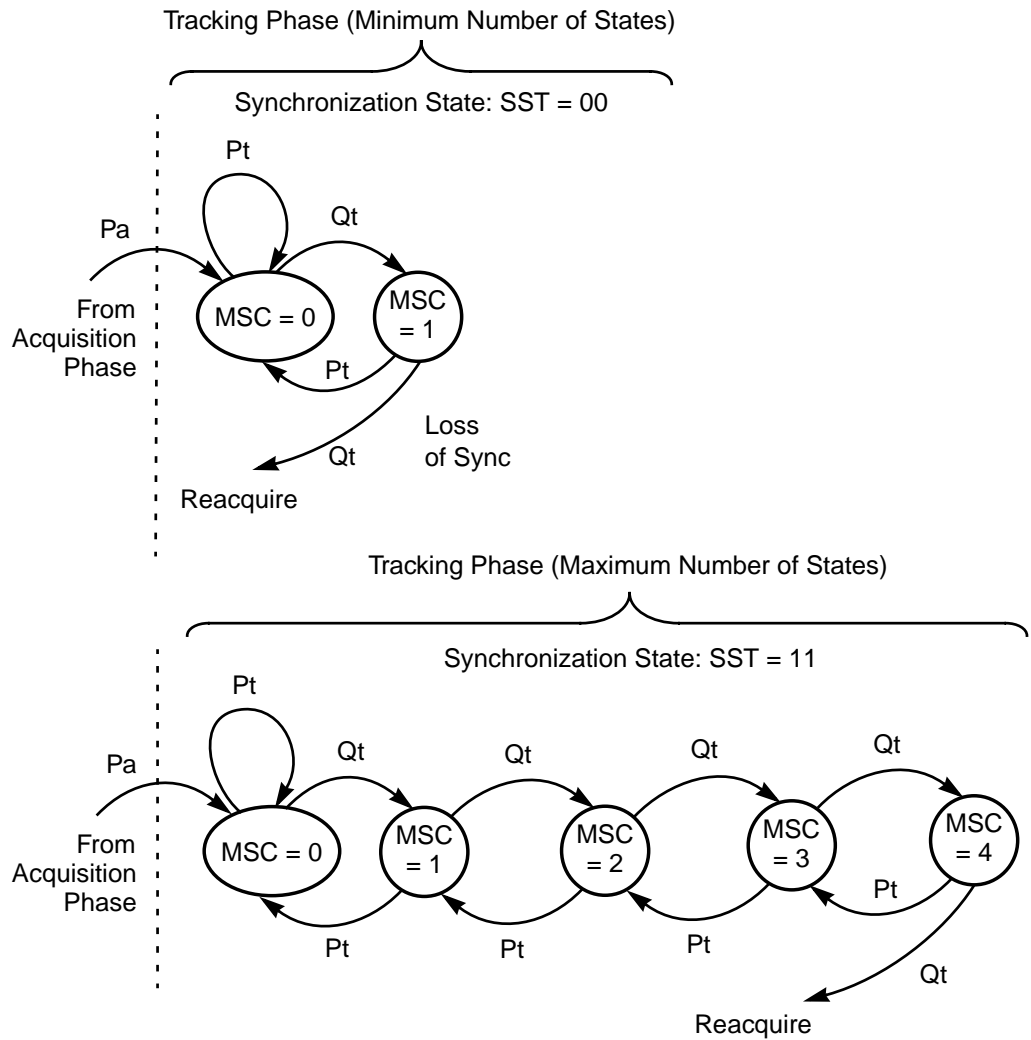 Tracking Phase (Minimum Number of States)
Synchronization State: SST = 00
Pt
Pa
Qt
From
Acquisition
Phase
MSC = 0
MSC
= 1
Pt
Qt
Loss
of Sync
Reacquire
Tracking Phase (Maximum Number of States)
Synchronization State: SST = 11
Pt
Pa
Qt
Qt
Qt
Qt
From
Acquisition
Phase
MSC = 0
MSC
= 1
MSC
= 2
MSC
= 3
MSC
= 4
Pt
Pt
Pt
Pt
Qt
Reacquire